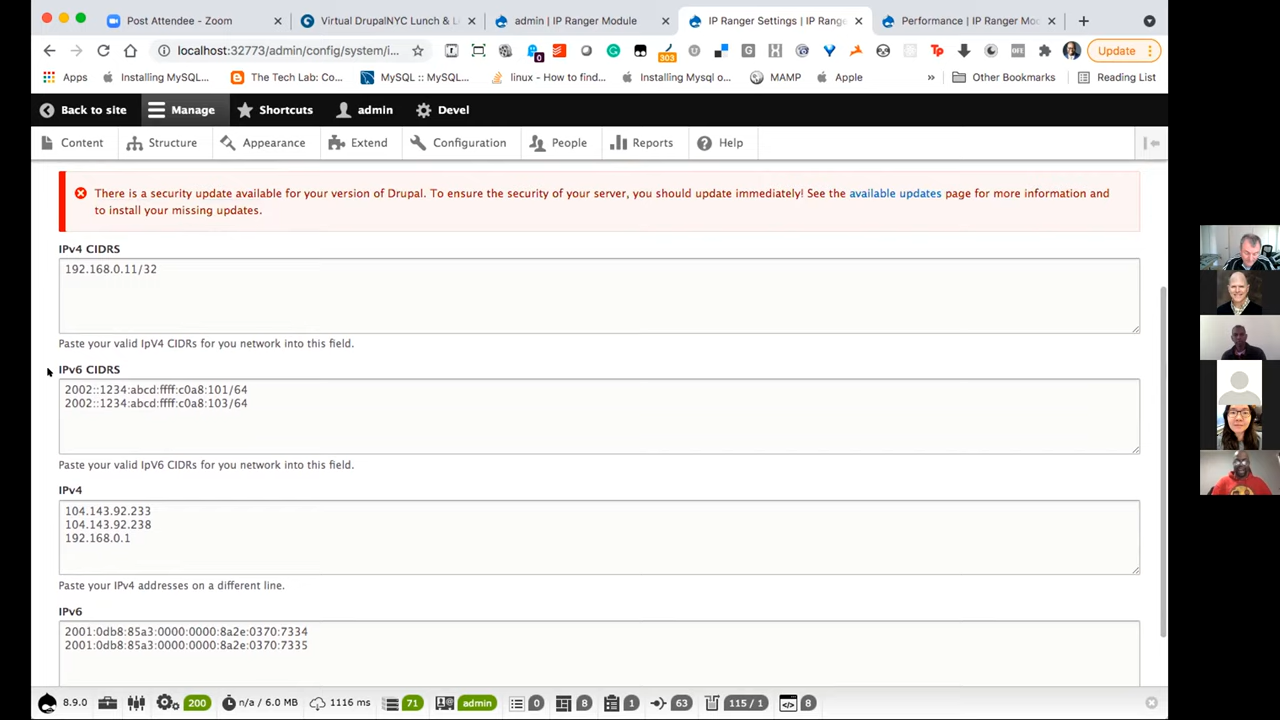 Post Attendee - Zoom
Virtual DrupalNYC Lunch & L
admin | IP Ranger Module
IP Ranger Settings | IP Range
Performance | IP Ranger Mo
localhost:32773/admin/config/system/i...
0
303
OFF
Update
Apps
Installing MySQL...
The Tech Lab: Co...
MySQL :: MySQL...
linux - How to find...
Installing Mysql o...
MAMP
Apple
»
Other Bookmarks
Reading List
Back to site
Manage
Shortcuts
admin
Devel
Content
Structure
Appearance
Extend
Configuration
People
Reports
Help
There is a security update available for your version of Drupal. To ensure the security of your server, you should update immediately! See the available updates page for more information and
to install your missing updates.
IPv4 CIDRS
192.168.0.11/32
Paste your valid IpV4 CIDRs for you network into this field.
IPv6 CIDRS
2002::1234:abcd:ffff:c0a8:101/64
2002::1234:abcd:ffff:c0a8:103/64
Paste your valid IpV6 CIDRs for you network into this field.
IPv4
104.143.92.233
104.143.92.238
192.168.0.1
Paste your IPv4 addresses on a different line.
IPv6
2001:0db8:85a3:0000:0000:8a2e:0370:7334
2001:0db8:85a3:0000:0000:8a2e:0370:7335
8.9.0
200
n/a / 6.0 MB
1116 ms
71
admin
0
8
1
63
115 / 1
8